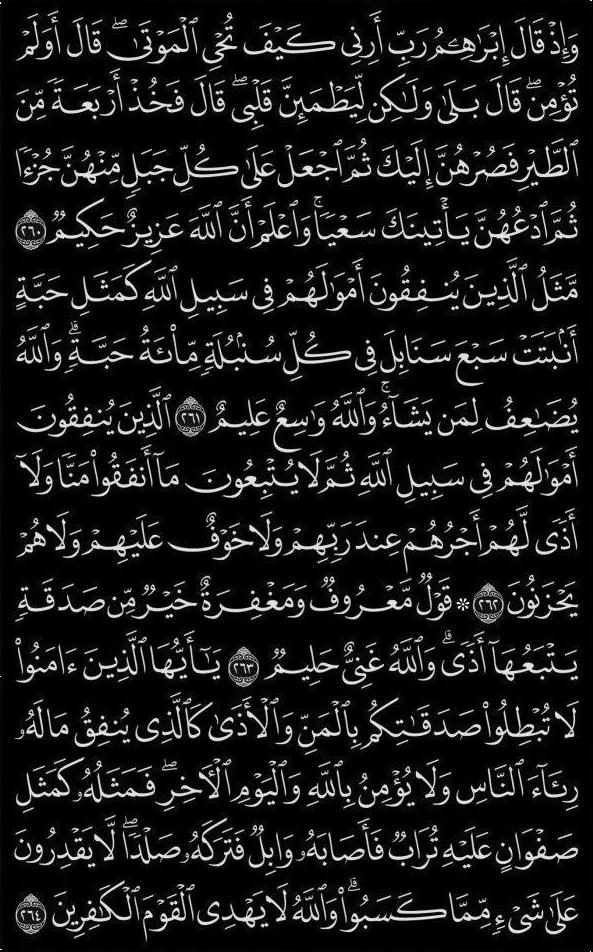 وَإِذْ قَالَ إِبْرَٰهِـۧمُ رَبِّ أَرِنِى كَيْفَ تُحْىِ ٱلْمَوْتَىٰ ۖ قَالَ أَوَلَمْ
تُؤْمِن ۖ قَالَ بَلَىٰ وَلَـٰكِن لِّيَطْمَئِنَّ قَلْبِى ۖ قَالَ فَخُذْ أَرْبَعَةً مِّنَ
ٱلطَّيْرِ فَصُرْهُنَّ إِلَيْكَ ثُمَّ ٱجْعَلْ عَلَىٰ كُلِّ جَبَلٍ مِّنْهُنَّ جُزْءًا
ثُمَّ ٱدْعُهُنَّ يَأْتِينَكَ سَعْيًا ۚ وَٱعْلَمْ أَنَّ ٱللَّهَ عَزِيزٌ حَكِيمٌ ٢٦٠
مَّثَلُ ٱلَّذِينَ يُنفِقُونَ أَمْوَٰلَهُمْ فِى سَبِيلِ ٱللَّهِ كَمَثَلِ حَبَّةٍ
أَنۢبَتَتْ سَبْعَ سَنَابِلَ فِى كُلِّ سُنۢبُلَةٍ مِّا۟ئَةُ حَبَّةٍ ۗ وَٱللَّهُ
يُضَـٰعِفُ لِمَن يَشَآءُ ۗ وَٱللَّهُ وَٰسِعٌ عَلِيمٌ ٢٦١ ٱلَّذِينَ يُنفِقُونَ
أَمْوَٰلَهُمْ فِى سَبِيلِ ٱللَّهِ ثُمَّ لَا يُتْبِعُونَ مَآ أَنفَقُوا۟ مَنًّا وَلَآ
أَذًى لَّهُمْ أَجْرُهُمْ عِندَ رَبِّهِمْ وَلَا خَوْفٌ عَلَيْهِمْ وَلَا هُمْ
يَحْزَنُونَ ٢٦٢ ۞ قَوْلٌ مَّعْرُوفٌ وَمَغْفِرَةٌ خَيْرٌ مِّن صَدَقَةٍ
يَتْبَعُهَآ أَذًى ۗ وَٱللَّهُ غَنِىٌّ حَلِيمٌ ٢٦٣ يَـٰٓأَيُّهَا ٱلَّذِينَ ءَامَنُوا۟
لَا تُبْطِلُوا۟ صَدَقَـٰتِكُم بِٱلْمَنِّ وَٱلْأَذَىٰ كَٱلَّذِى يُنفِقُ مَالَهُۥ
رِئَآءَ ٱلنَّاسِ وَلَا يُؤْمِنُ بِٱللَّهِ وَٱلْيَوْمِ ٱلْـَٔاخِرِ ۖ فَمَثَلُهُۥ كَمَثَلِ
صَفْوَانٍ عَلَيْهِ تُرَابٌ فَأَصَابَهُۥ وَابِلٌ فَتَرَكَهُۥ صَلْدًا ۖ لَّا يَقْدِرُونَ
عَلَىٰ شَىْءٍ مِّمَّا كَسَبُوا۟ ۗ وَٱللَّهُ لَا يَهْدِى ٱلْقَوْمَ ٱلْكَـٰفِرِينَ ٢٦٤